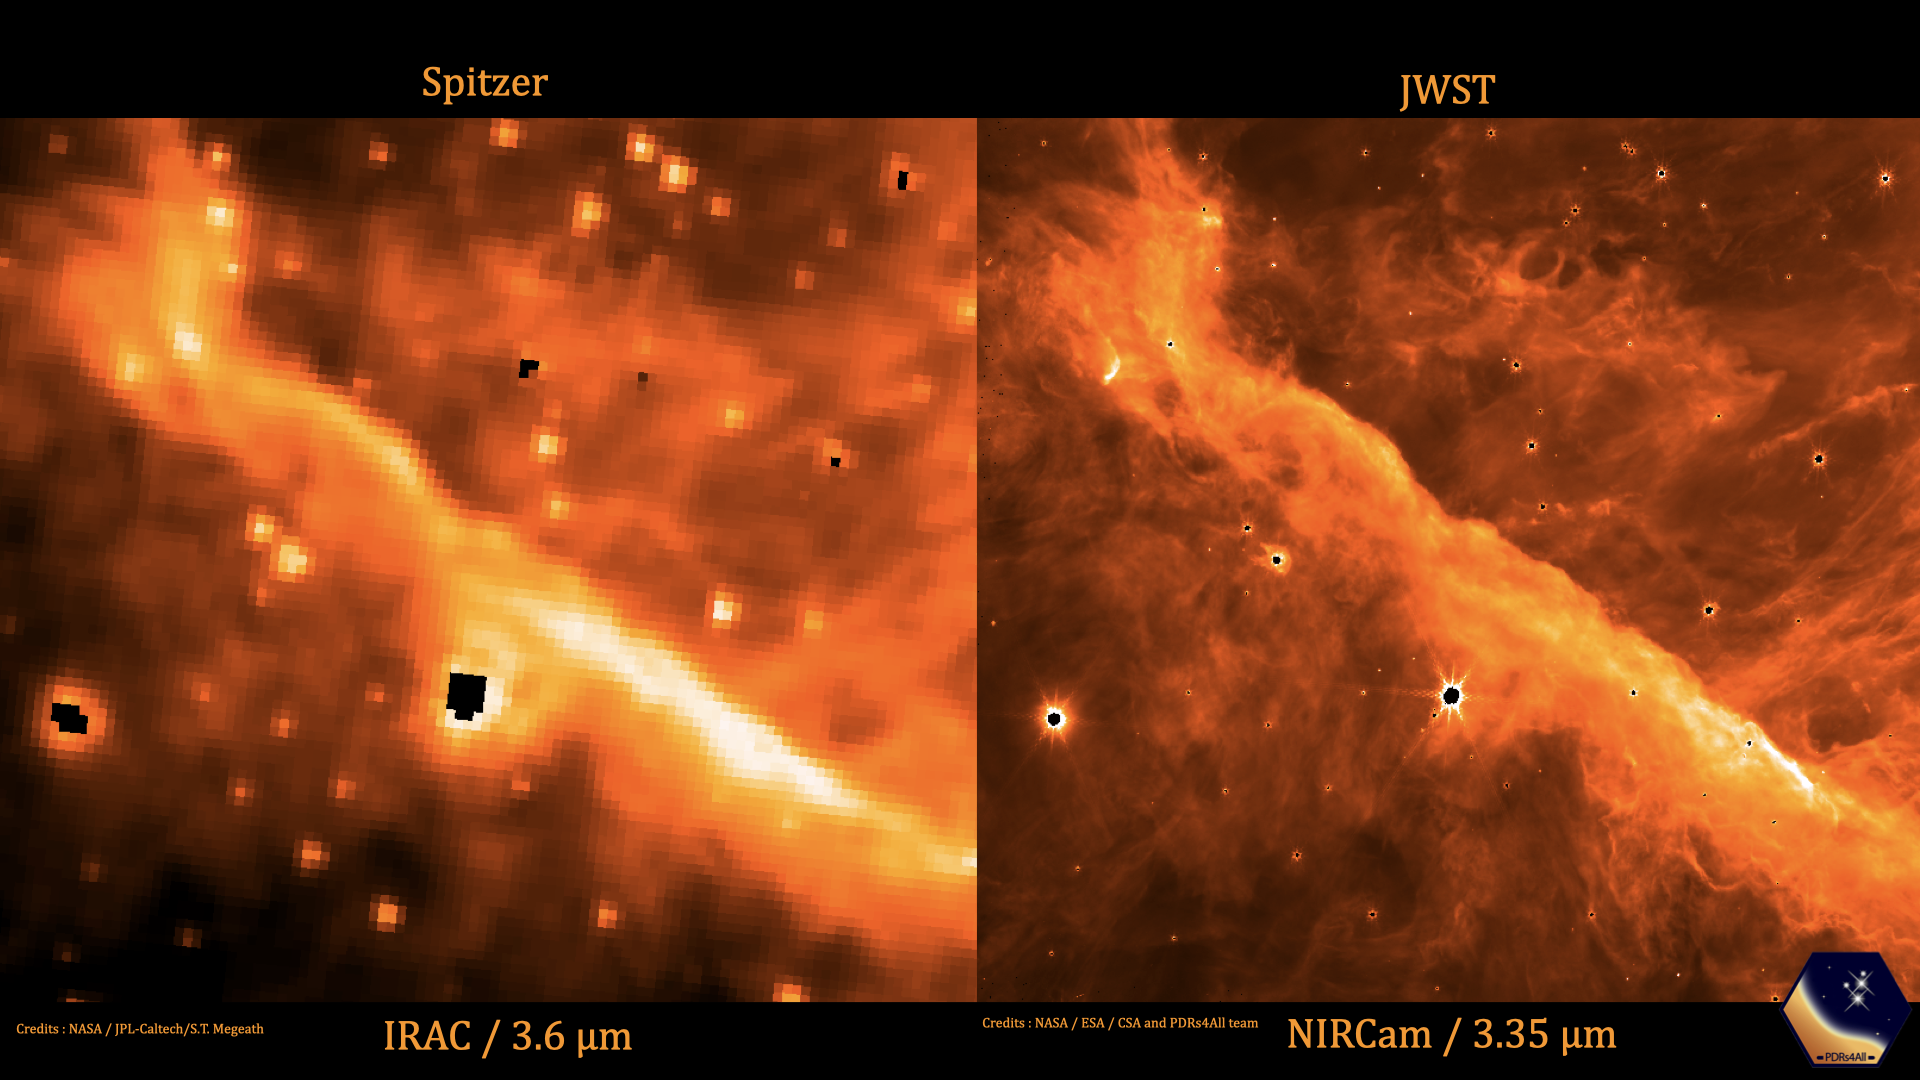 Spitzer
JWST
Credits : NASA / JPL-Caltech/S.T. Megeath
IRAC / 3.6 µm
Credits : NASA / ESA / CSA and PDRs4All team
NIRCam / 3.35 µm
PDRs4All